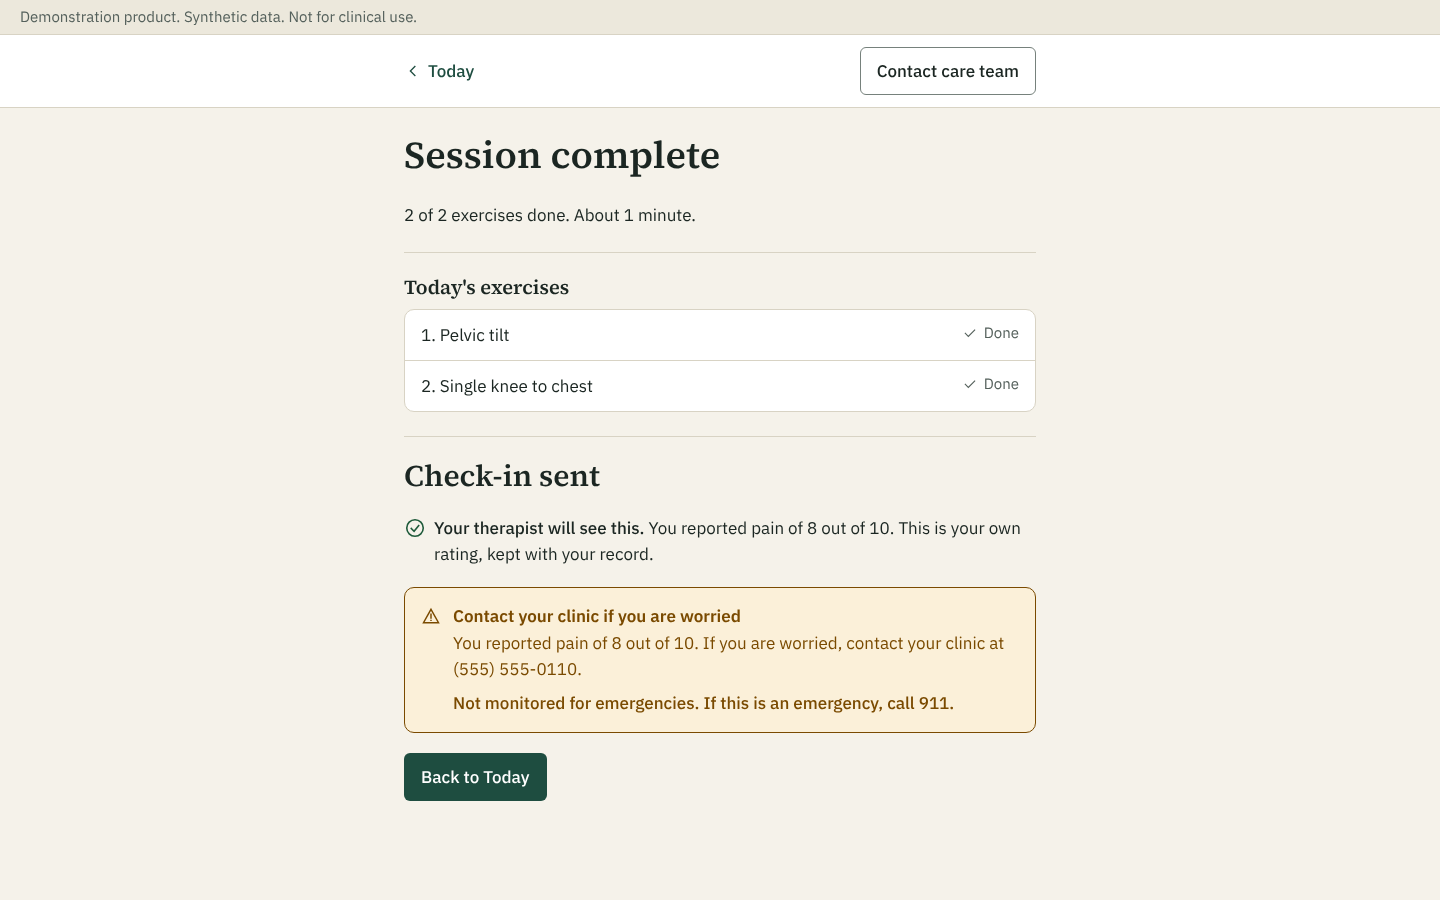 Demonstration product. Synthetic data. Not for clinical use.
Today
Contact care team
Session complete
2 of 2 exercises done. About 1 minute.
Today's exercises
1. Pelvic tilt
Done
2. Single knee to chest
Done
Check-in sent
Your therapist will see this. You reported pain of 8 out of 10. This is your own
rating, kept with your record.
Contact your clinic if you are worried
You reported pain of 8 out of 10. If you are worried, contact your clinic at
(555) 555-0110.
Not monitored for emergencies. If this is an emergency, call 911.
Back to Today